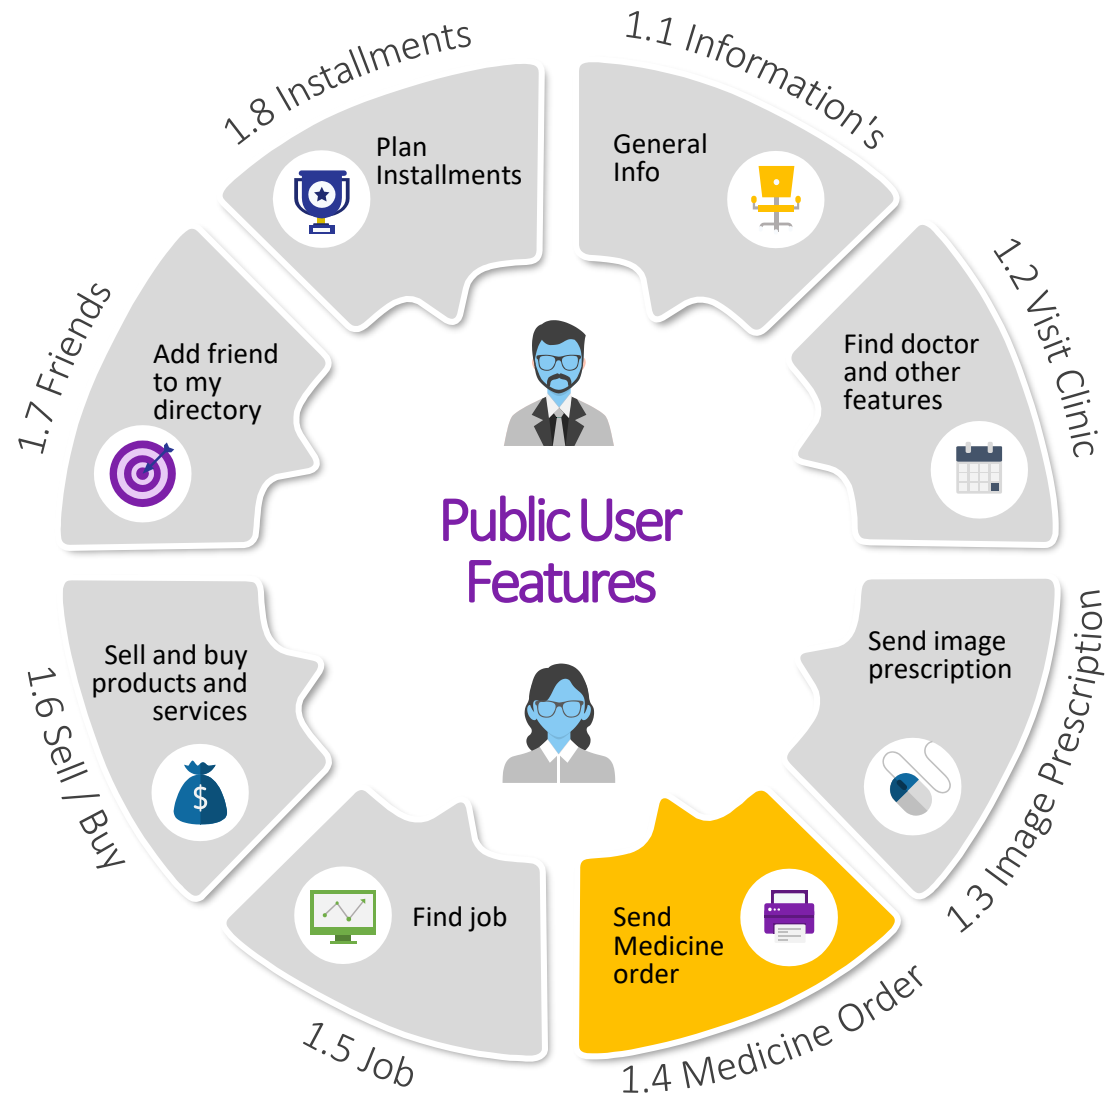 1.1 Information's
General
Info
1.2 Visit Clinic
Find doctor
and other
features
1.3 Image Prescription
Send image
prescription
1.4 Medicine Order
Send
Medicine
order
1.5 Job
Find job
1.6 Sell / Buy
Sell and buy
products and
services
1.7 Friends
Add friend
to my
directory
1.8 Installments
Plan
Installments
Public User
Features
$